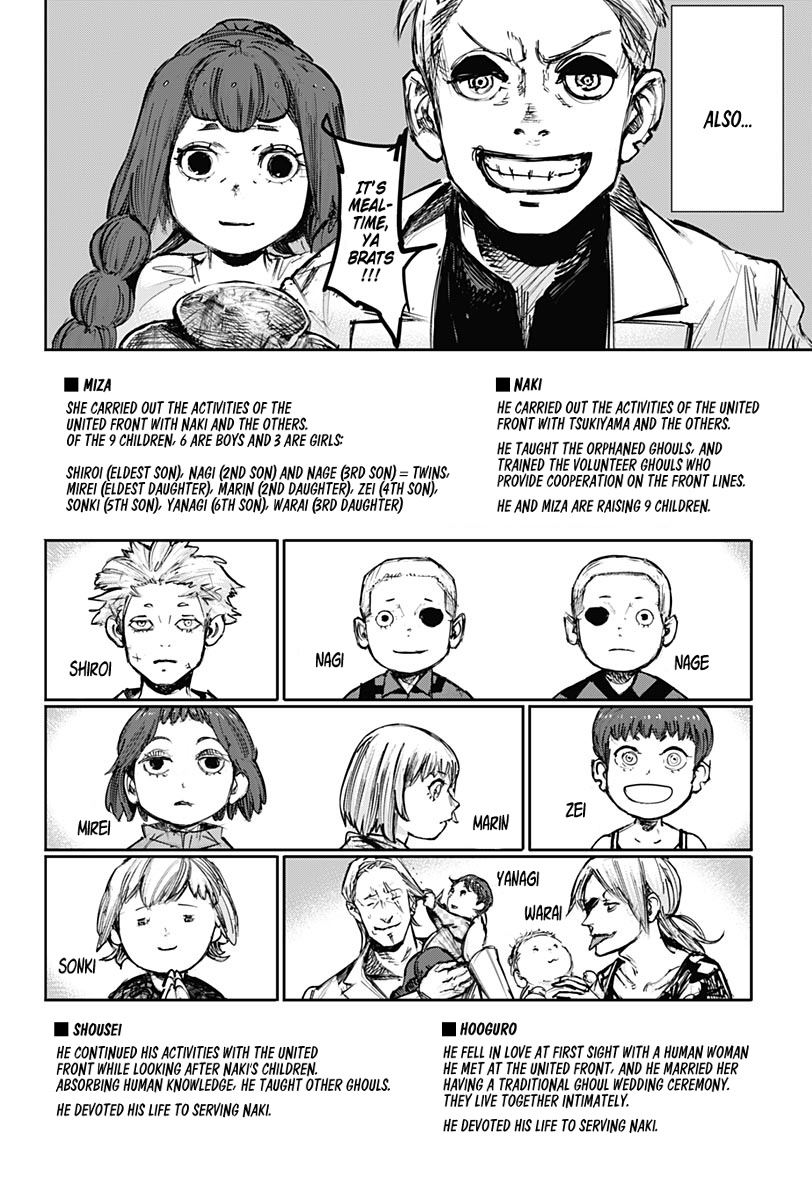 ALSO...
IT'S
MEAL-
TIME,
YA
BRATS
!!!
■ NAKI
HE CARRIED OUT THE ACTIVITIES OF THE UNITED
FRONT WITH TSUKIYAMA AND THE OTHERS.
HE TAUGHT THE ORPHANED GHOULS, AND
TRAINED THE VOLUNTEER GHOULS WHO
PROVIDE COOPERATION ON THE FRONT LINES.
HE AND MIZA ARE RAISING 9 CHILDREN.
■ MIZA
SHE CARRIED OUT THE ACTIVITIES OF THE
UNITED FRONT WITH NAKI AND THE OTHERS.
OF THE 9 CHILDREN, 6 ARE BOYS AND 3 ARE GIRLS:
SHIROI (ELDEST SON), NAGI (2ND SON) AND NAGE (3RD SON) = TWINS,
MIREI (ELDEST DAUGHTER), MARIN (2ND DAUGHTER), ZEI (4TH SON),
SONKI (5TH SON), YANAGI (6TH SON), WARAI (3RD DAUGHTER)
SHIROI
NAGI
NAGE
MIREI
MARIN
ZEI
SONKI
YANAGI
WARAI
■ SHOUSEI
HE CONTINUED HIS ACTIVITIES WITH THE UNITED
FRONT WHILE LOOKING AFTER NAKI'S CHILDREN.
ABSORBING HUMAN KNOWLEDGE, HE TAUGHT OTHER GHOULS.
HE DEVOTED HIS LIFE TO SERVING NAKI.
■ HOOGURO
HE FELL IN LOVE AT FIRST SIGHT WITH A HUMAN WOMAN
HE MET AT THE UNITED FRONT, AND HE MARRIED HER
HAVING A TRADITIONAL GHOUL WEDDING CEREMONY.
THEY LIVE TOGETHER INTIMATELY.
HE DEVOTED HIS LIFE TO SERVING NAKI.